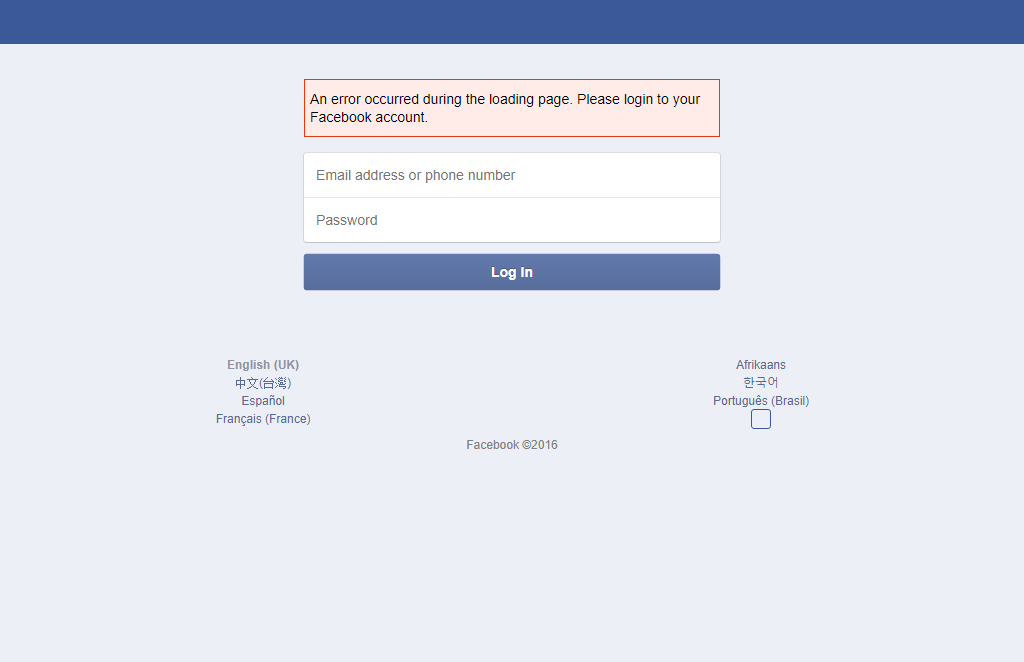 An error occurred during the loading page. Please login to your
Facebook account.
Email address or phone number
Password
Log In
English (UK)
中文(台灣)
Español
Français (France)
Afrikaans
한국어
Português (Brasil)
Facebook ©2016